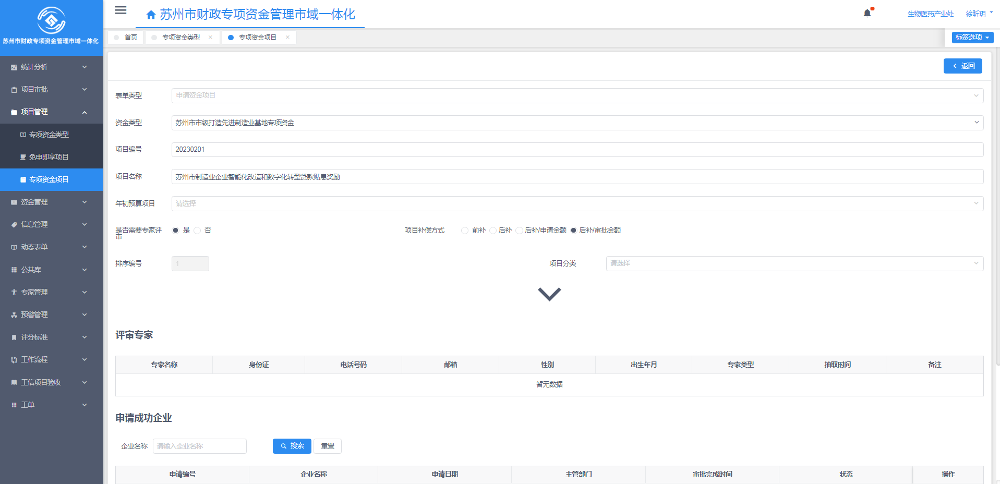 苏州市财政专项资金管理市域一体化
苏州市财政专项资金管理市域一体化
生物医药产业处
徐昕玥
首页
专项资金类型
专项资金项目
标签选项
统计分析
项目审批
项目管理
专项资金类型
免申即享项目
专项资金项目
资金管理
信息管理
动态表单
公共库
专家管理
预警管理
评分标准
工作流程
工信项目验收
工单
返回
表单类型 申请资金项目
资金类型 苏州市市级打造先进制造业基地专项资金
项目编号 20230201
项目名称 苏州市制造业企业智能化改造和数字化转型贷款贴息奖励
年初预算项目 请选择
是否需要专家评
审
是 否
项目补偿方式 前补 后补 后补/申请金额 后补/审批金额
排序编号 1
项目分类 请选择
评审专家
专家名称 身份证 电话号码 邮箱 性别 出生年月 专家类型 抽取时间 备注
暂无数据
申请成功企业
企业名称 请输入企业名称 搜索 重置
申请编号 企业名称 申请日期 主管部门 审批完成时间 状态 操作